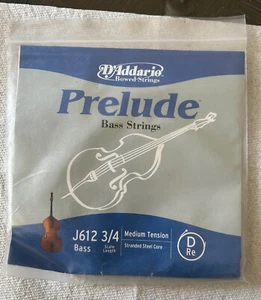 D'Addario
Bowed Strings
Prelude
Bass Strings
J612 3/4 Medium Tension
Bass Scale Length Stranded Steel Core
D
Re